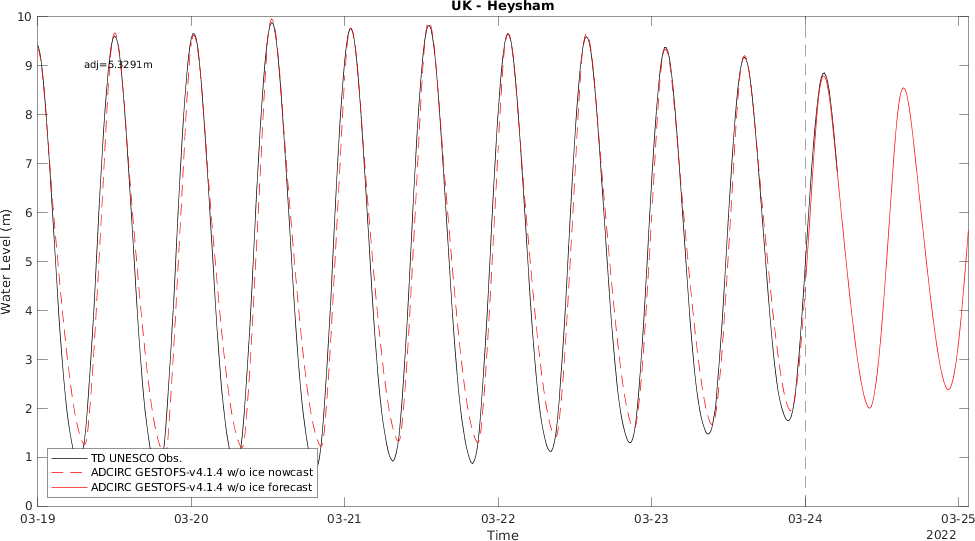 UK - Heysham
10
9
8
7
6
5
4
3
2
1
0
Water Level (m)
adj=5.3291m
TD UNESCO Obs.
ADCIRC GESTOFS-v4.1.4 w/o ice nowcast
ADCIRC GESTOFS-v4.1.4 w/o ice forecast
03-19 03-20 03-21 03-22 03-23 03-24 03-25
Time
2022